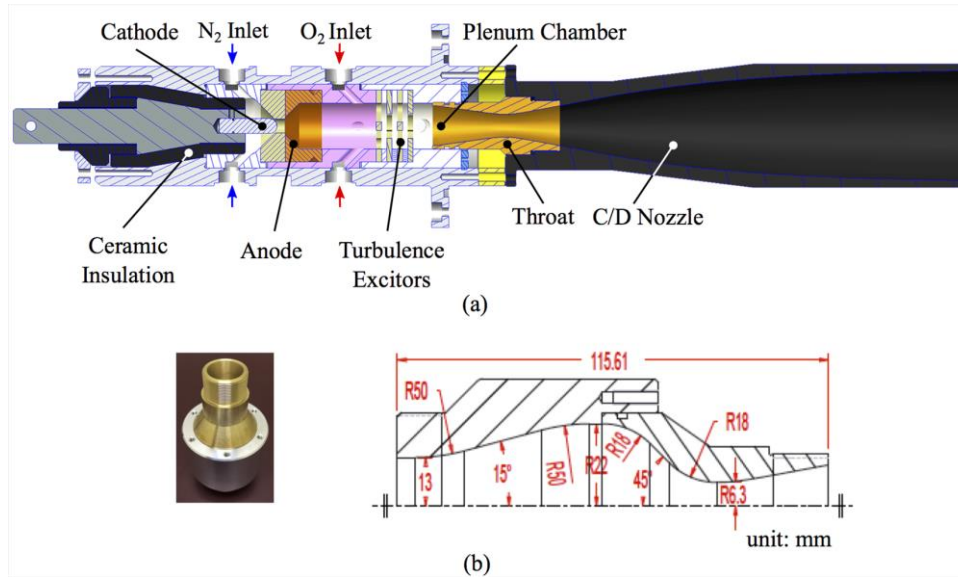 (a)
Cathode
N₂ Inlet
O₂ Inlet
Plenum Chamber
Ceramic
Insulation
Anode
Turbulence
Excitors
Throat
C/D Nozzle
(a)
115.61
R50
R18
13
15°
R50
R22
R18
45°
R6.3
unit: mm
(b)